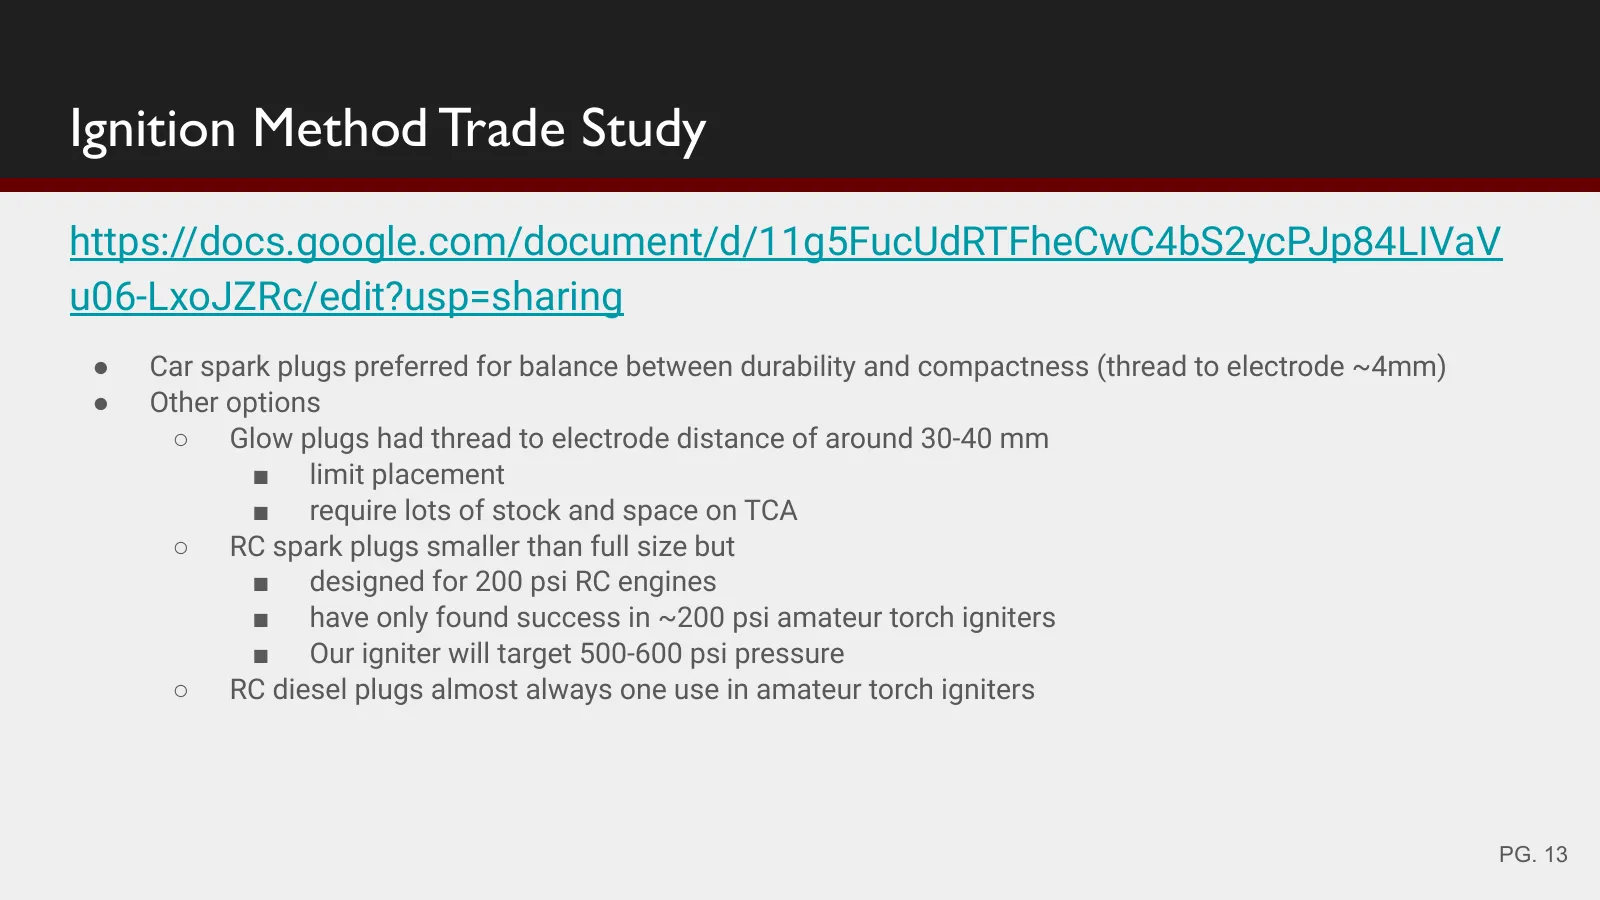 Ignition Method Trade Study
https://docs.google.com/document/d/11g5FucUdRTFheCwC4bS2ycPJp84LIVaV
u06-LxoJZRc/edit?usp=sharing
● Car spark plugs preferred for balance between durability and compactness (thread to electrode ~4mm)
● Other options
○ Glow plugs had thread to electrode distance of around 30-40 mm
■ limit placement
■ require lots of stock and space on TCA
○ RC spark plugs smaller than full size but
■ designed for 200 psi RC engines
■ have only found success in ~200 psi amateur torch igniters
■ Our igniter will target 500-600 psi pressure
○ RC diesel plugs almost always one use in amateur torch igniters
PG. 13